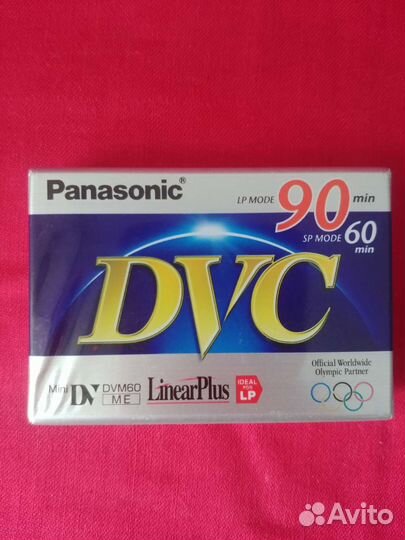 Panasonic®
LP MODE 90 min
SP MODE 60 min
DVC
Mini DV DVM60 ME LinearPlus IDEAL FOR LP
Official Worldwide
Olympic Partner
Avito